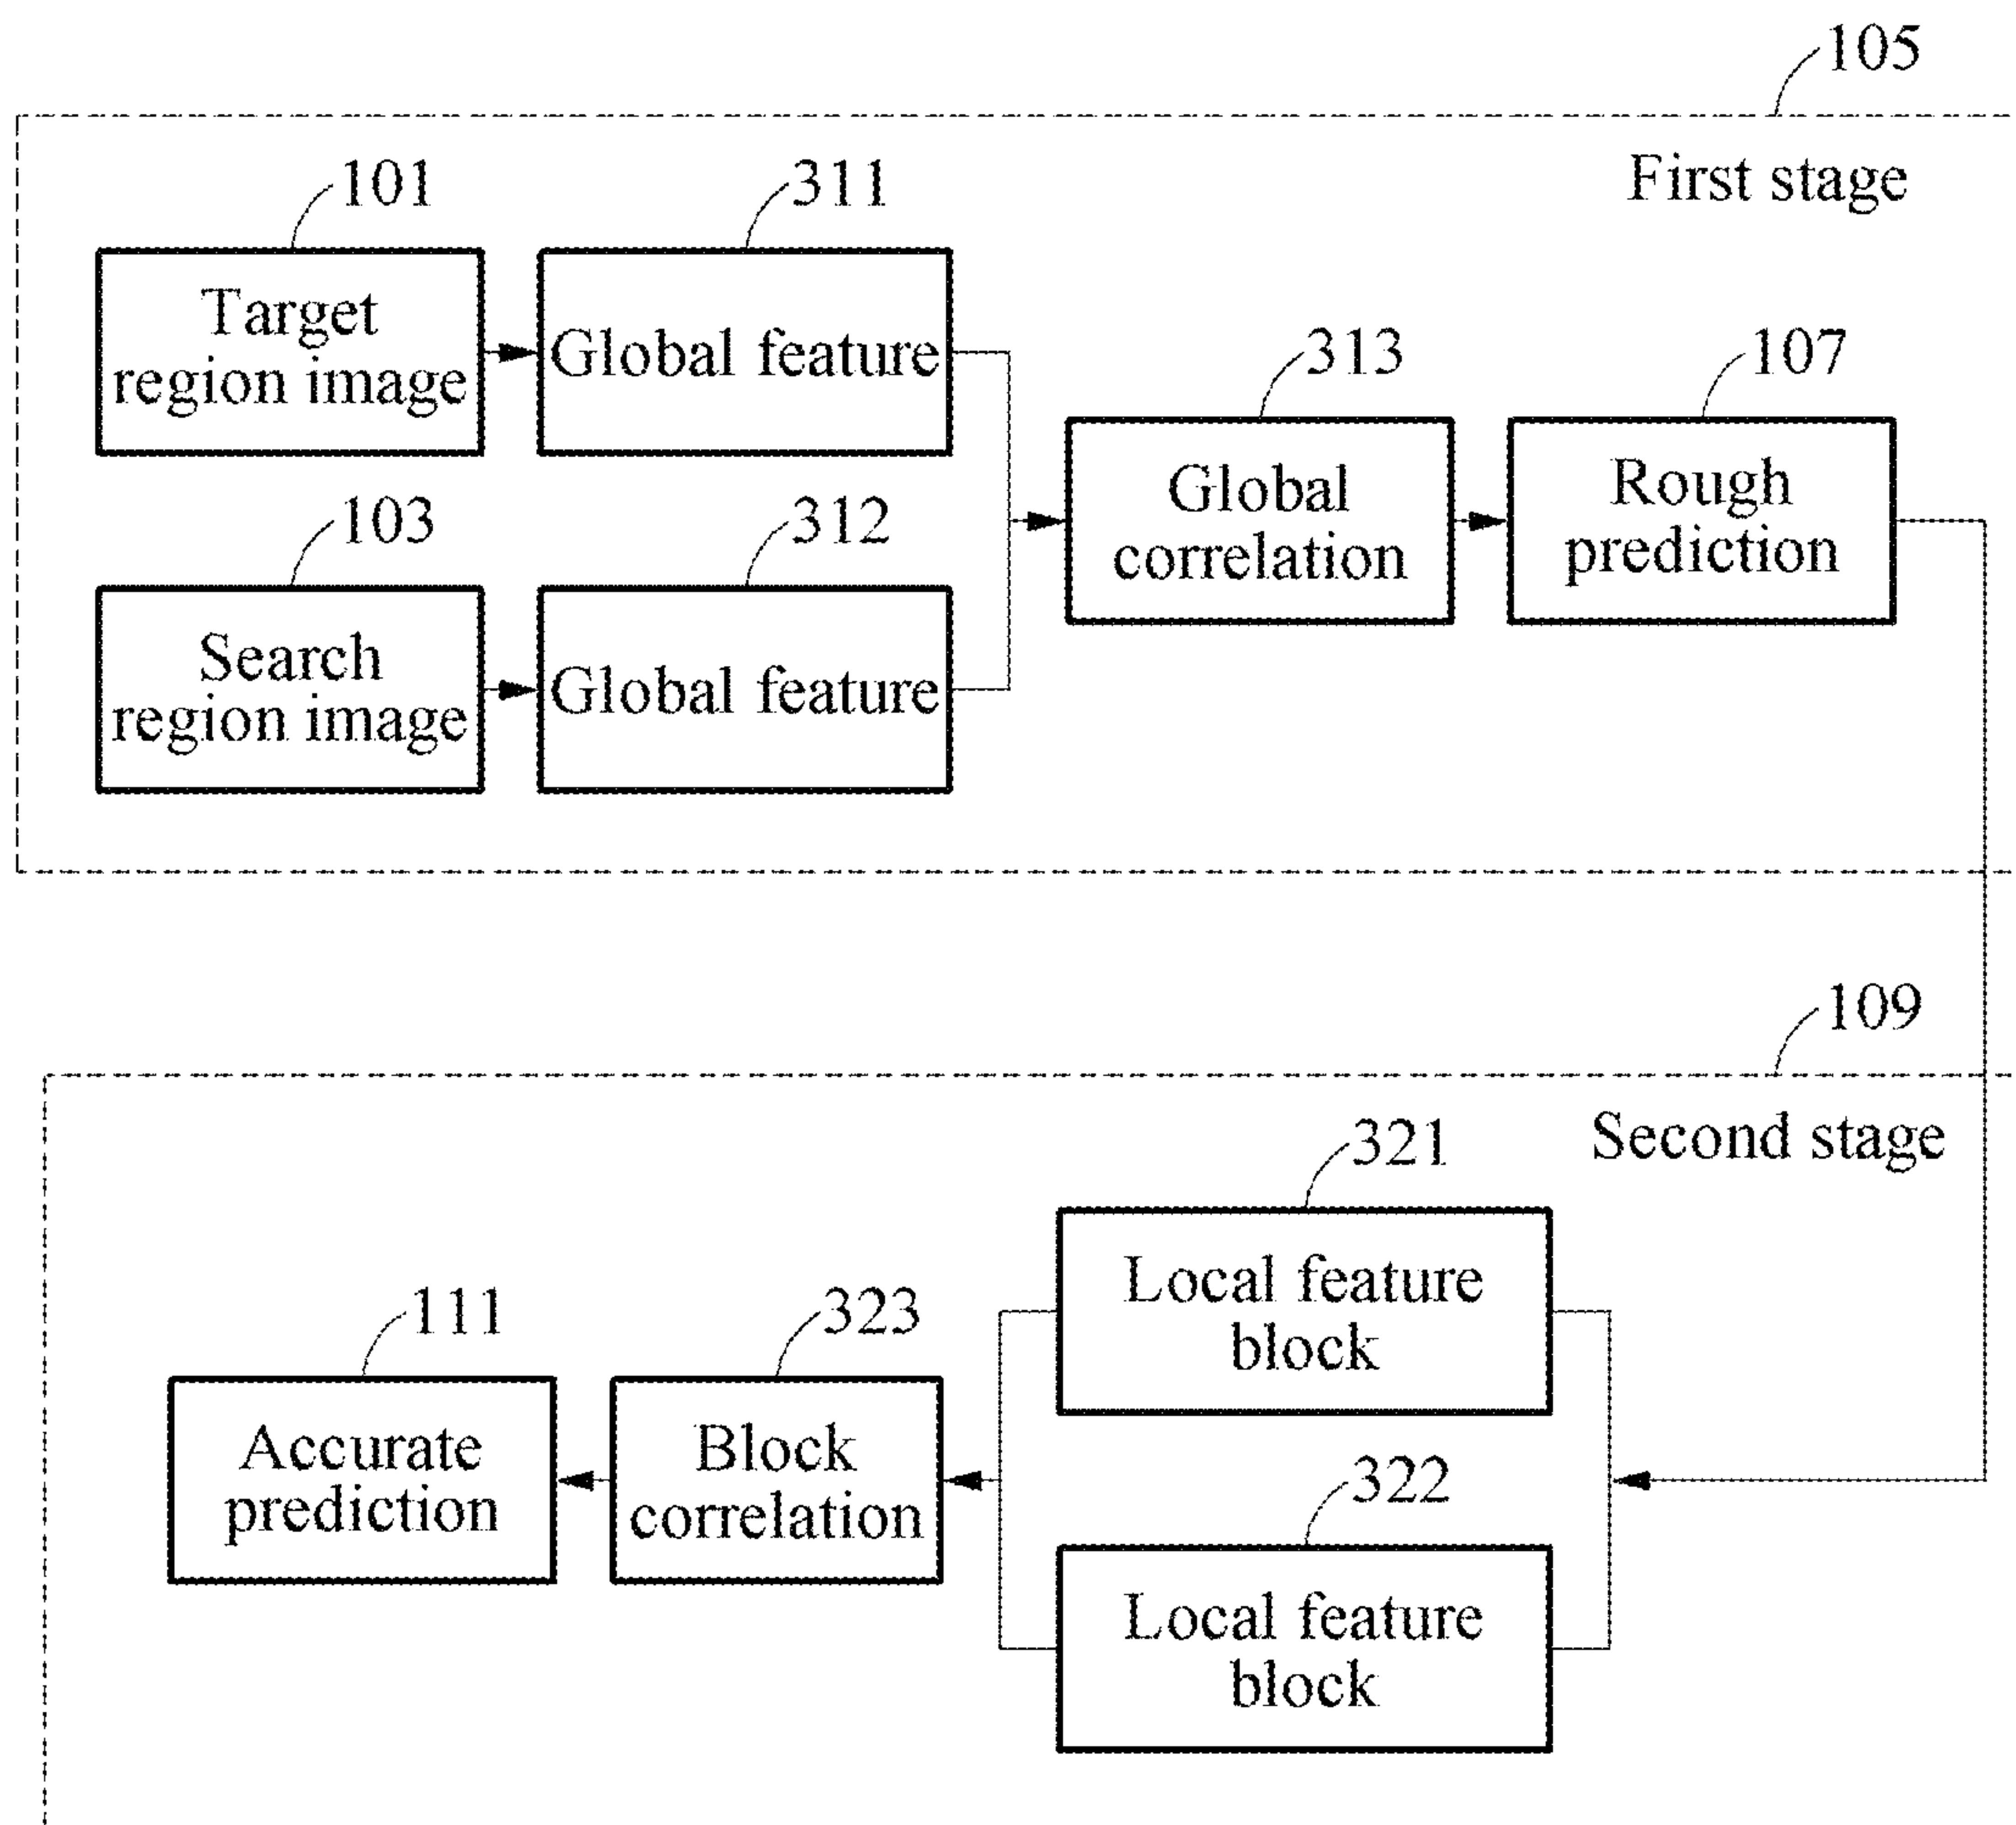 105
First stage
101
311
Target
region image
Global feature
313
107
Global
correlation
Rough
prediction
103
312
Search
region image
Global feature
109
Second stage
321
Local feature
block
111
323
Accurate
prediction
Block
correlation
322
Local feature
block